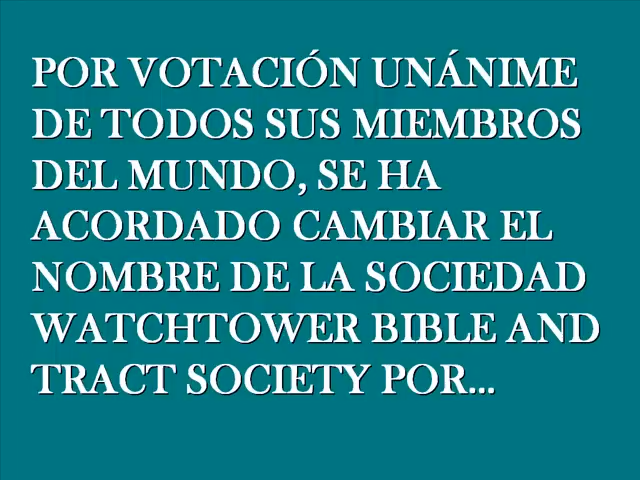 POR VOTACIÓN UNÁNIME
DE TODOS SUS MIEMBROS
DEL MUNDO, SE HA
ACORDADO CAMBIAR EL
NOMBRE DE LA SOCIEDAD
WATCHTOWER BIBLE AND
TRACT SOCIETY POR...